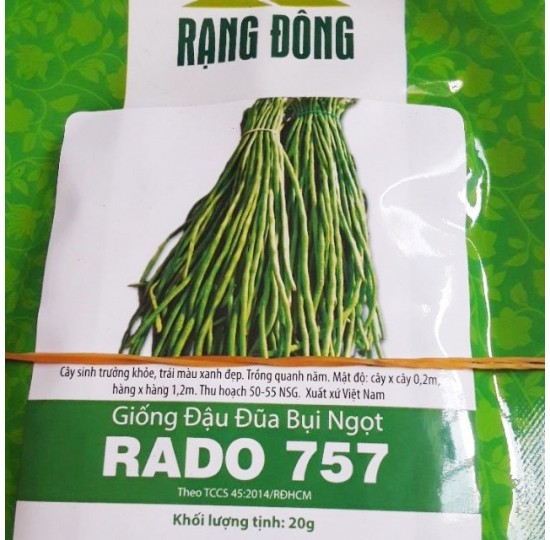 RẠNG ĐÔNG
Cây sinh trưởng khỏe, trái màu xanh đẹp. Trồng quanh năm. Mật độ: cây x cây 0,2m,
hàng x hàng 1,2m. Thu hoạch 50-55 NSG. Xuất xứ Việt Nam
Giống Đậu Đũa Bụi Ngọt
RADO 757
Theo TCCS 45:2014/RĐHCM
Khối lượng tịnh: 20g